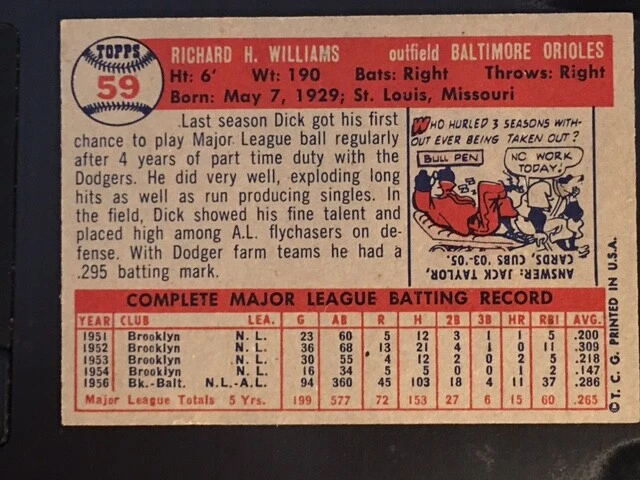 TOPPS
59
RICHARD H. WILLIAMS outfield BALTIMORE ORIOLES
Ht: 6' Wt: 190 Bats: Right Throws: Right
Born: May 7, 1929; St. Louis, Missouri
Last season Dick got his first
chance to play Major League ball regularly
after 4 years of part time duty with the
Dodgers. He did very well, exploding long
hits as well as run producing singles. In
the field, Dick showed his fine talent and
placed high among A.L. flychasers on de-
fense. With Dodger farm teams he had a
.295 batting mark.
WHO HURLED 3 SEASONS WITH-
OUT EVER BEING TAKEN OUT?
BULL PEN
NO WORK
TODAY!
ANSWER: JACK TAYLOR,
CARDS, CUBS '03-'05.
COMPLETE MAJOR LEAGUE BATTING RECORD
YEAR CLUB LEA. G AB R H 2B 3B HR RBI AVG.
1951 Brooklyn N. L. 23 60 5 12 3 1 1 5 .200
1952 Brooklyn N. L. 36 68 13 21 4 1 0 11 .309
1953 Brooklyn N. L. 30 55 4 12 2 0 2 5 .218
1954 Brooklyn N. L. 16 34 5 5 0 0 1 2 .147
1956 Bk.-Balt. N.L.-A.L. 94 360 45 103 18 4 11 37 .286
Major League Totals 5 Yrs. 199 577 72 153 27 6 15 60 .265
© T. C. G. PRINTED IN U.S.A.